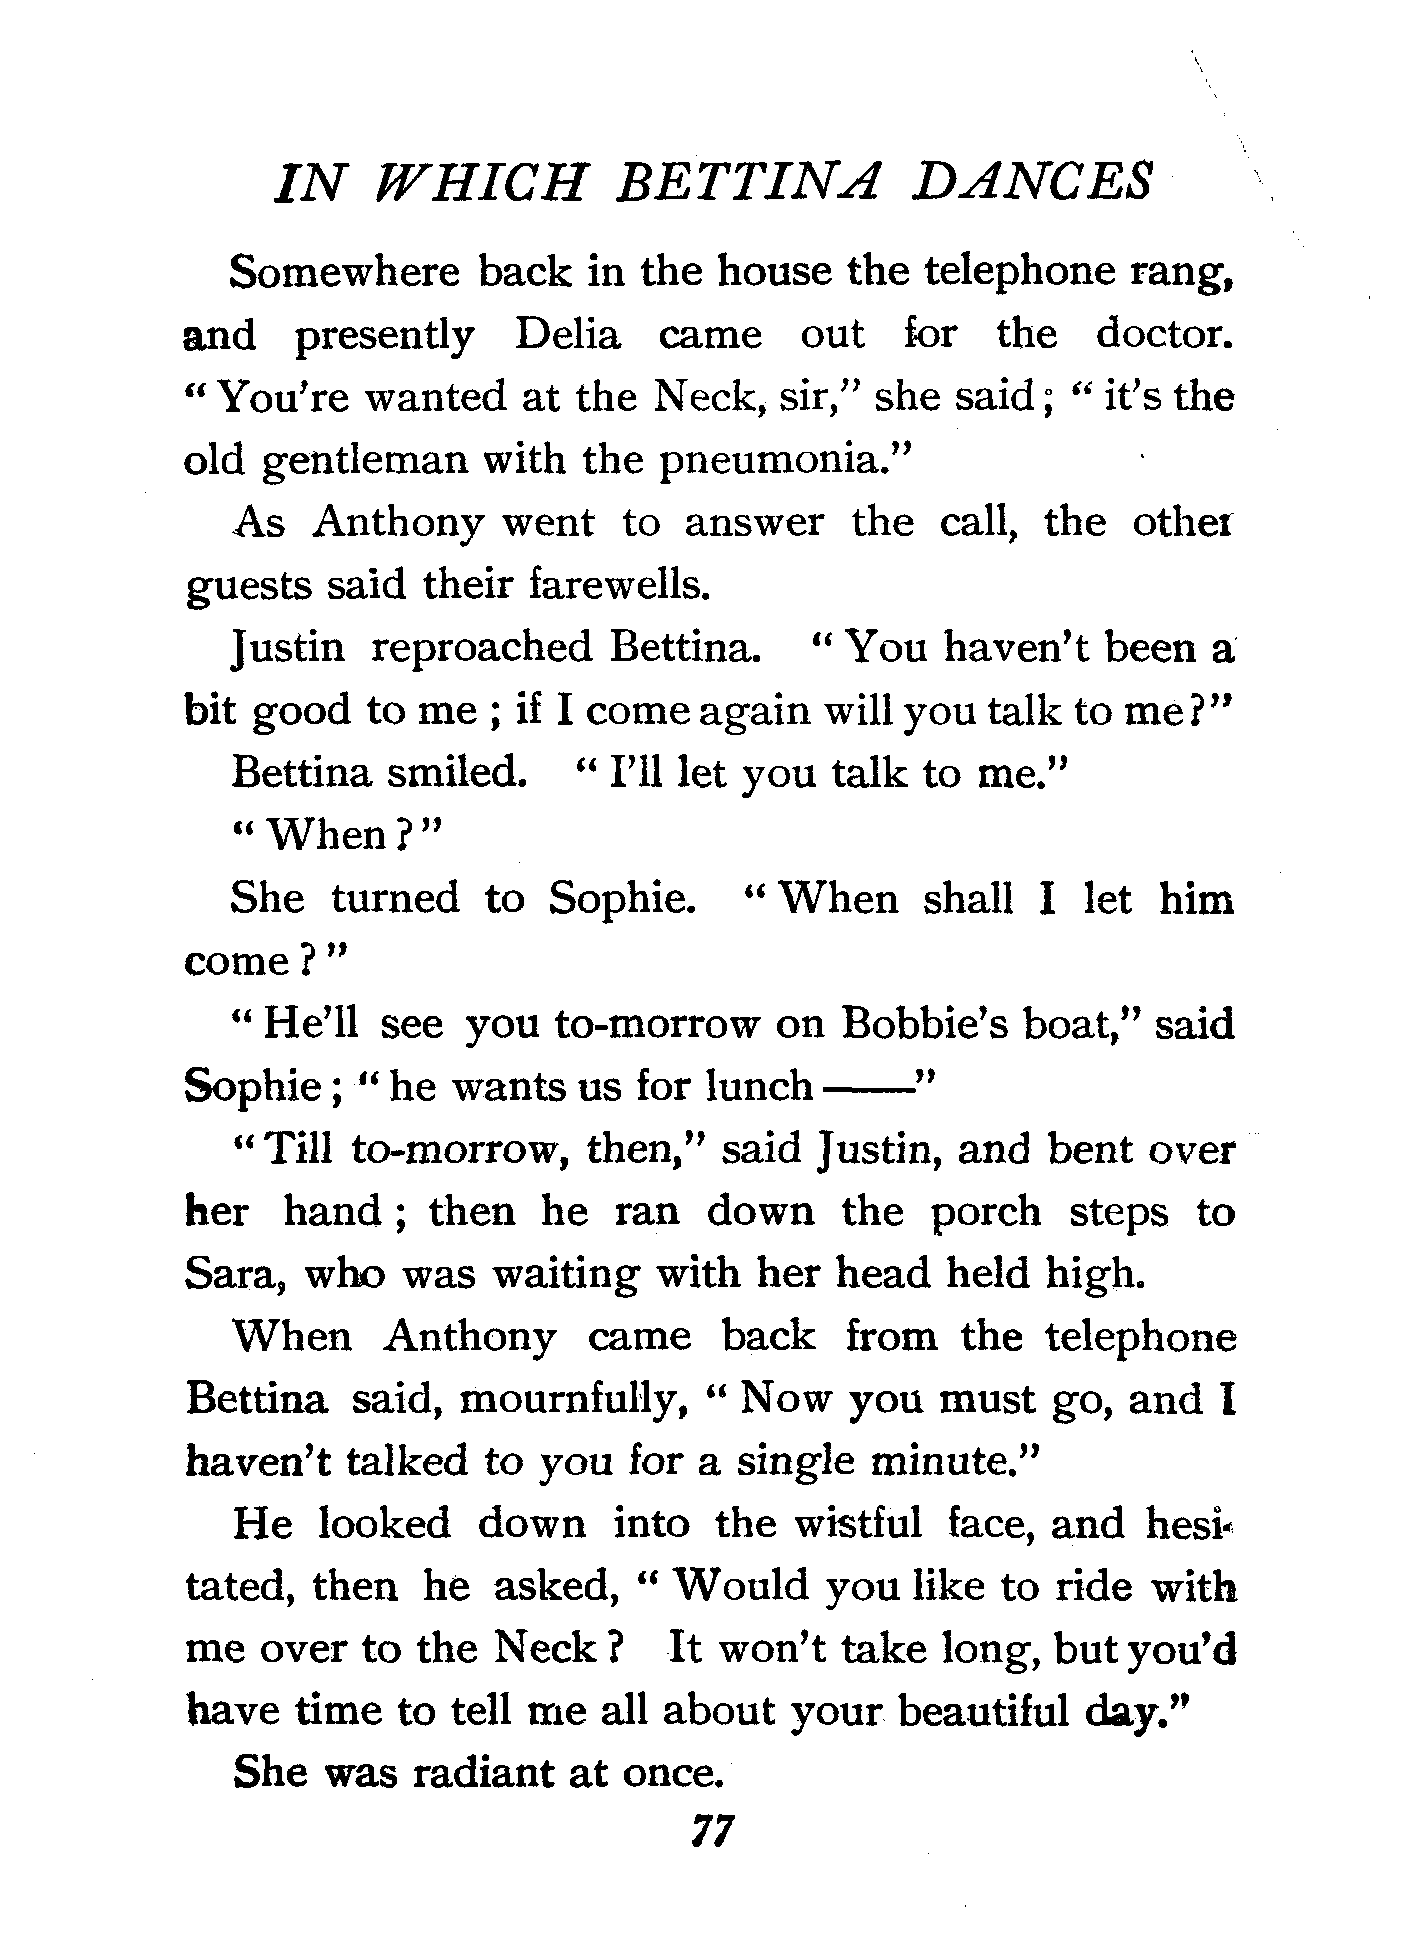 IN WHICH BETTINA DANCES
Somewhere back in the house the telephone rang,
and presently Delia came out for the doctor.
"You're wanted at the Neck, sir," she said; "it's the
old gentleman with the pneumonia."
As Anthony went to answer the call, the other
guests said their farewells.
Justin reproached Bettina. "You haven't been a
bit good to me; if I come again will you talk to me?"
Bettina smiled. "I'll let you talk to me."
"When?"
She turned to Sophie. "When shall I let him
come?"
"He'll see you to-morrow on Bobbie's boat," said
Sophie; "he wants us for lunch——"
"Till to-morrow, then," said Justin, and bent over
her hand; then he ran down the porch steps to
Sara, who was waiting with her head held high.
When Anthony came back from the telephone
Bettina said, mournfully, "Now you must go, and I
haven't talked to you for a single minute."
He looked down into the wistful face, and hesi-
tated, then he asked, "Would you like to ride with
me over to the Neck? It won't take long, but you'd
have time to tell me all about your beautiful day."
She was radiant at once.
77